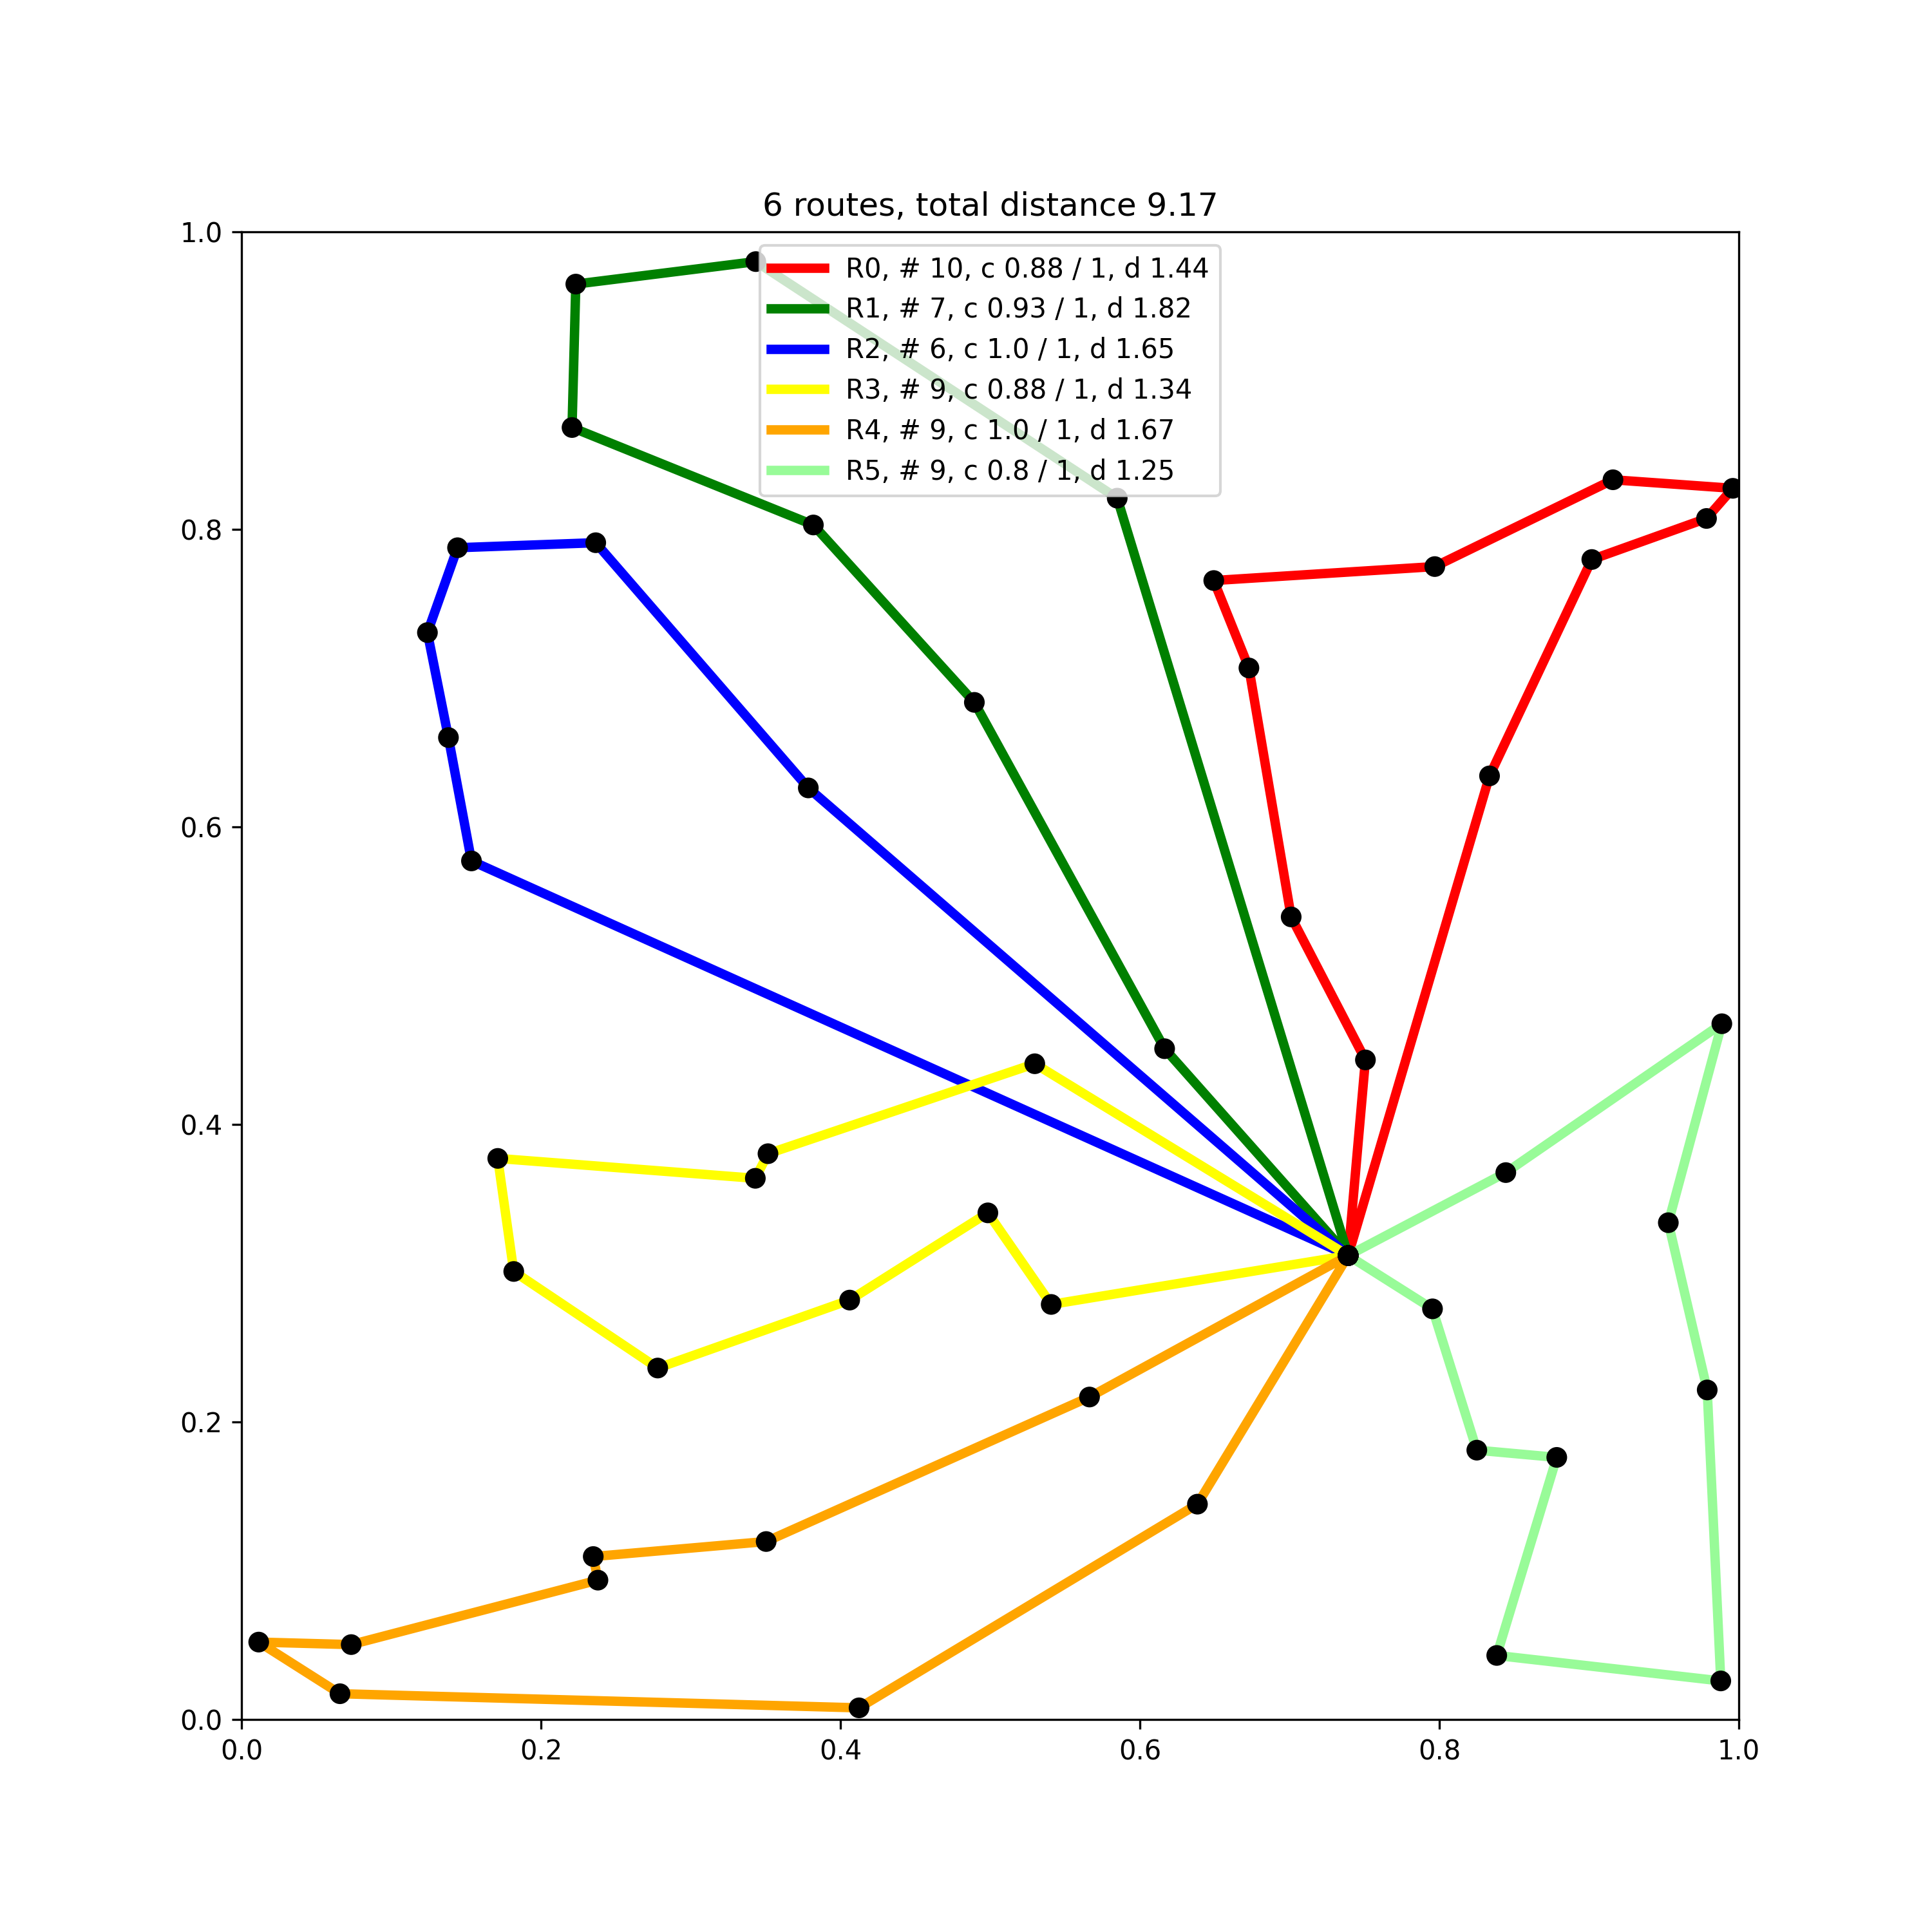 6 routes, total distance 9.17
1.0
R0, # 10, c 0.88 / 1, d 1.44
R1, # 7, c 0.93 / 1, d 1.82
R2, # 6, c 1.0 / 1, d 1.65
R3, # 9, c 0.88 / 1, d 1.34
R4, # 9, c 1.0 / 1, d 1.67
R5, # 9, c 0.8 / 1, d 1.25
0.8
0.6
0.4
0.2
0.0
0.0 0.2 0.4 0.6 0.8 1.0